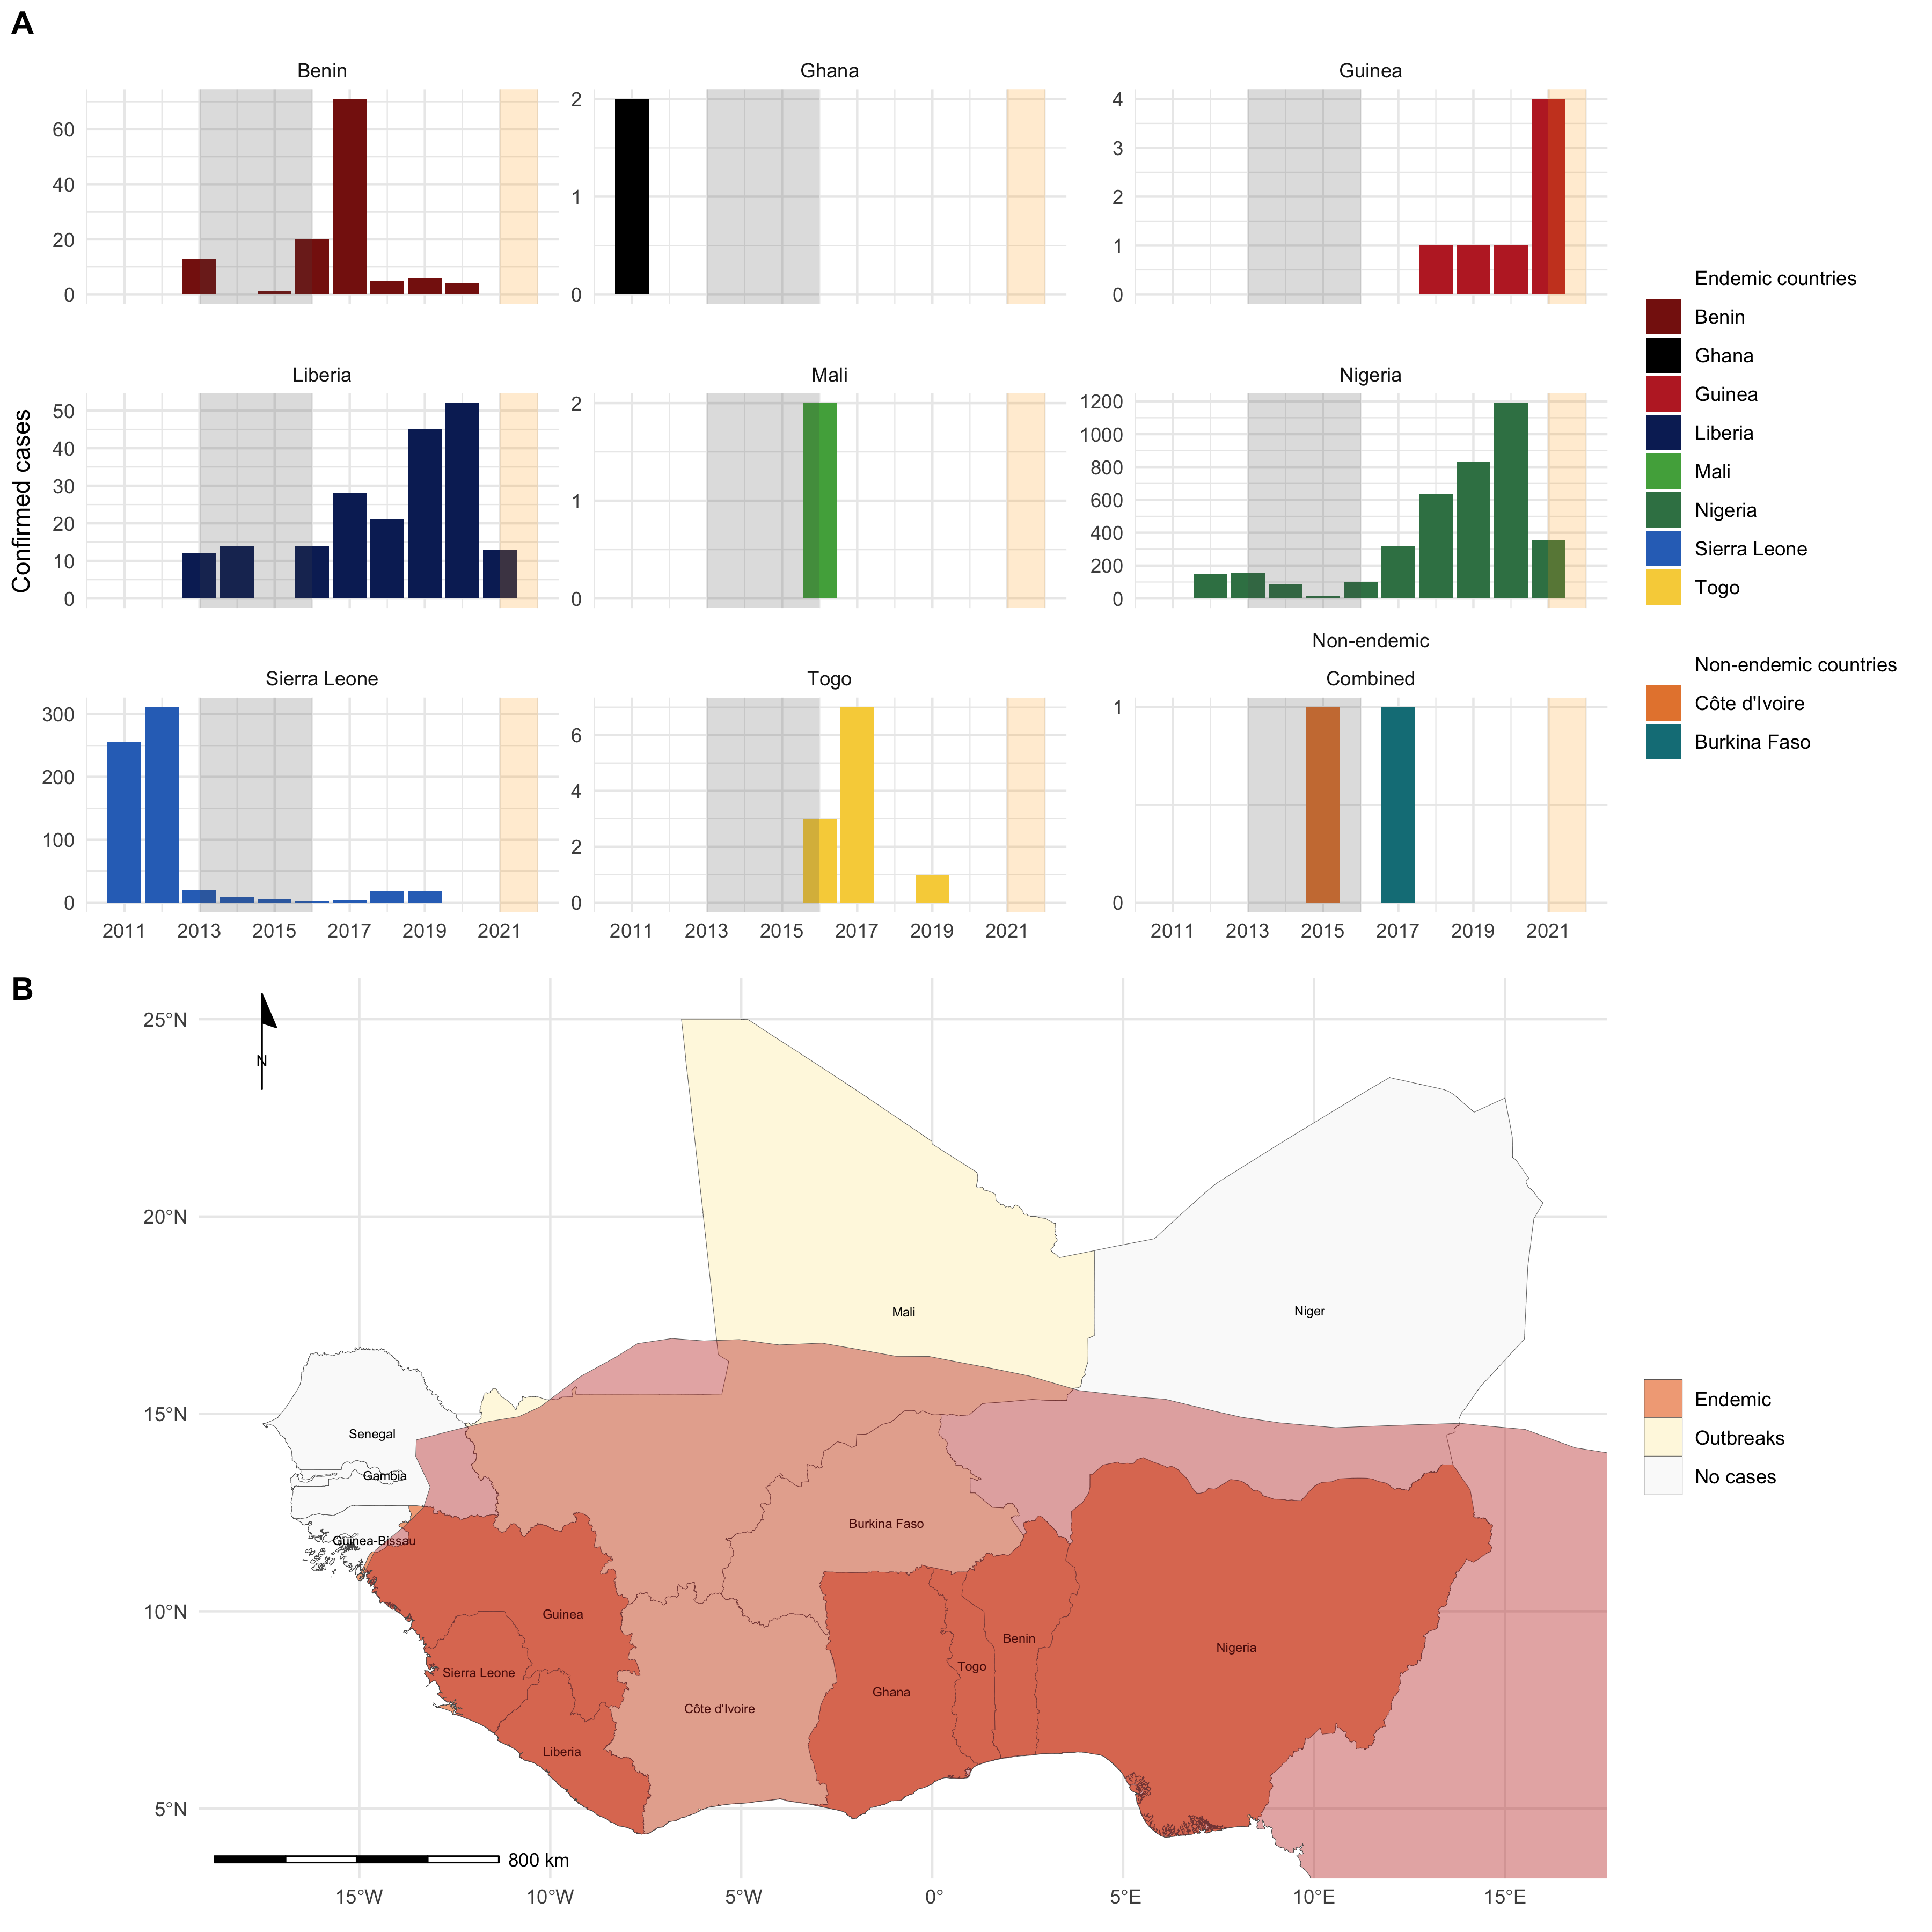 A
Benin
Ghana
Guinea
60
40
20
0
2
1
0
4
3
2
1
0
Liberia
Mali
Nigeria
Confirmed cases
50
40
30
20
10
0
2
1
0
1200
1000
800
600
400
200
0
Non-endemic
Sierra Leone
Togo
Combined
300
200
100
0
6
4
2
0
1
0
2011 2013 2015 2017 2019 2021
2011 2013 2015 2017 2019 2021
2011 2013 2015 2017 2019 2021
Endemic countries
Benin
Ghana
Guinea
Liberia
Mali
Nigeria
Sierra Leone
Togo
Non-endemic countries
Côte d'Ivoire
Burkina Faso
B
N
25°N
20°N
15°N
10°N
5°N
Mali
Niger
Senegal
Gambia
Guinea-Bissau
Burkina Faso
Guinea
Benin
Nigeria
Togo
Sierra Leone
Ghana
Côte d'Ivoire
Liberia
800 km
15°W 10°W 5°W 0° 5°E 10°E 15°E
Endemic
Outbreaks
No cases